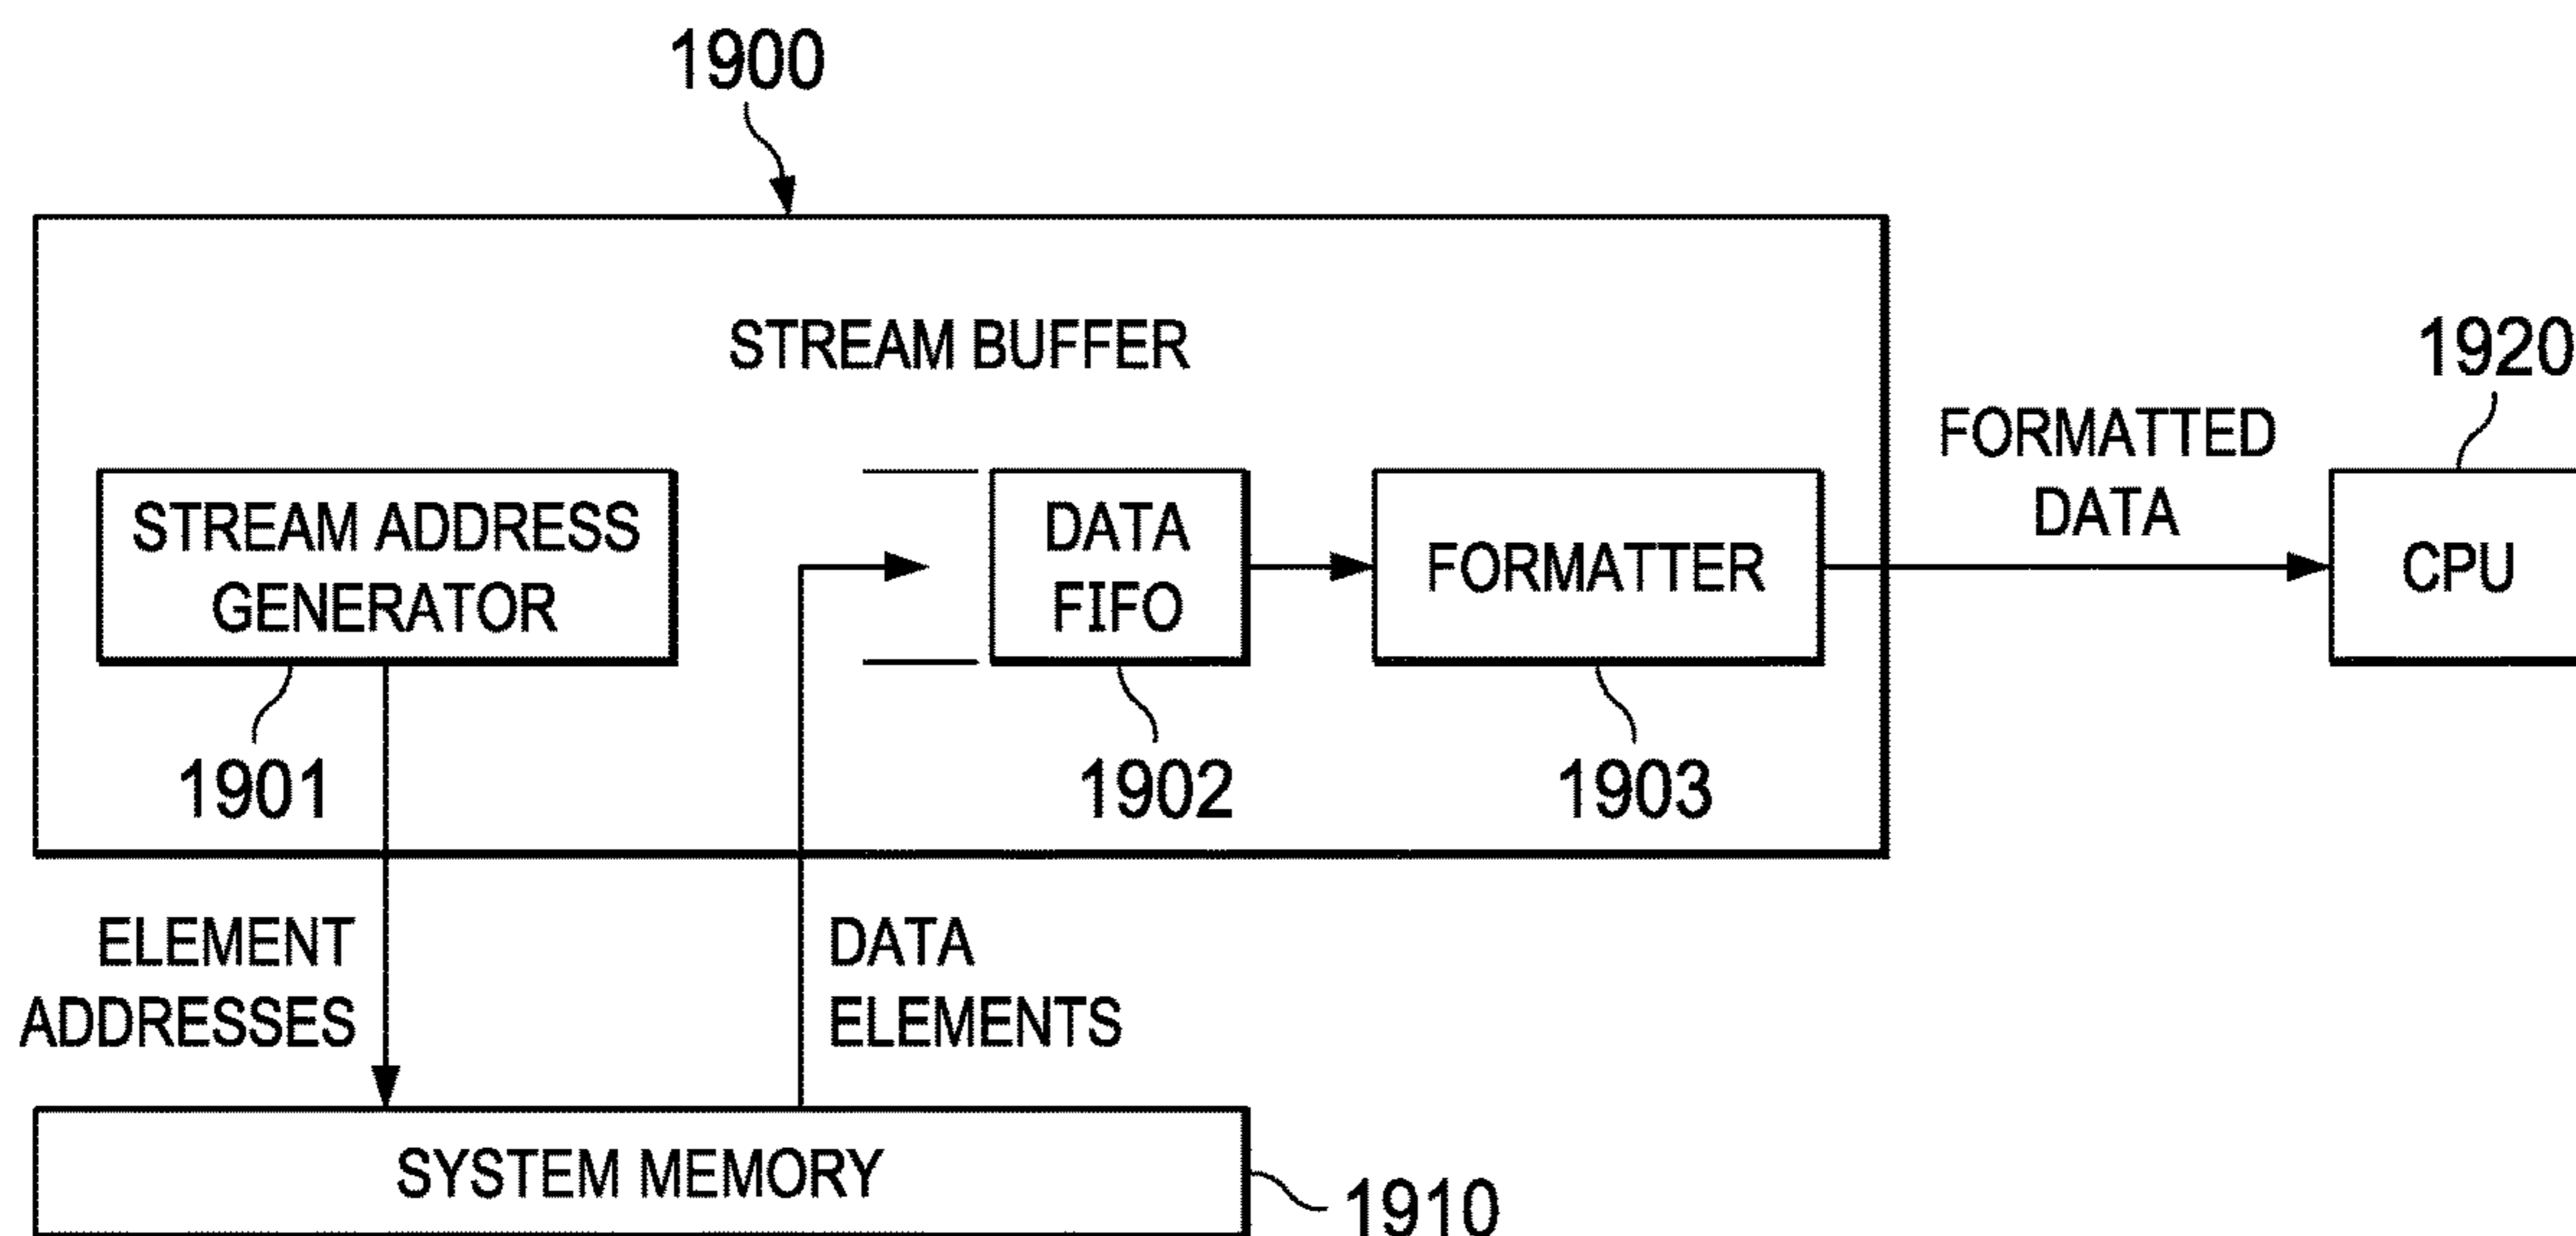 1900
STREAM BUFFER
1920
FORMATTED
DATA
STREAM ADDRESS
GENERATOR
DATA
FIFO
FORMATTER
CPU
1901
1902
1903
ELEMENT
ADDRESSES
DATA
ELEMENTS
SYSTEM MEMORY
1910